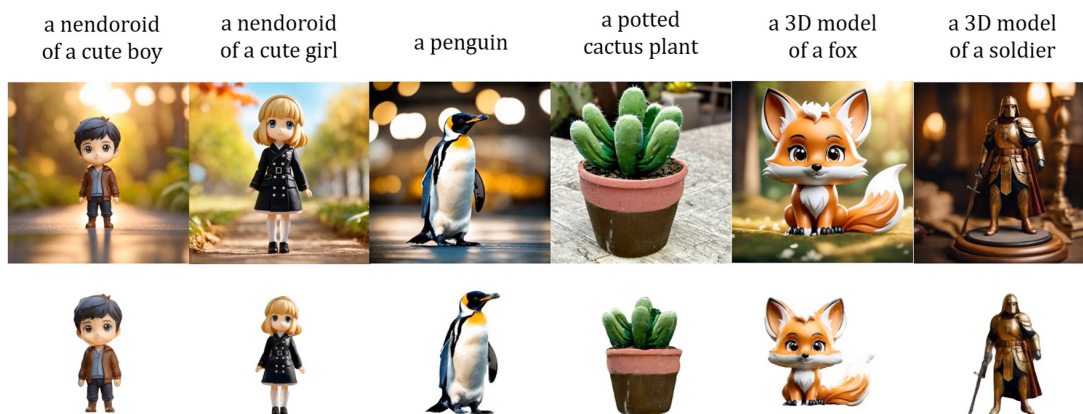 a nendoroid
of a cute boy
a nendoroid
of a cute girl
a penguin
a potted
cactus plant
a 3D model
of a fox
a 3D model
of a soldier